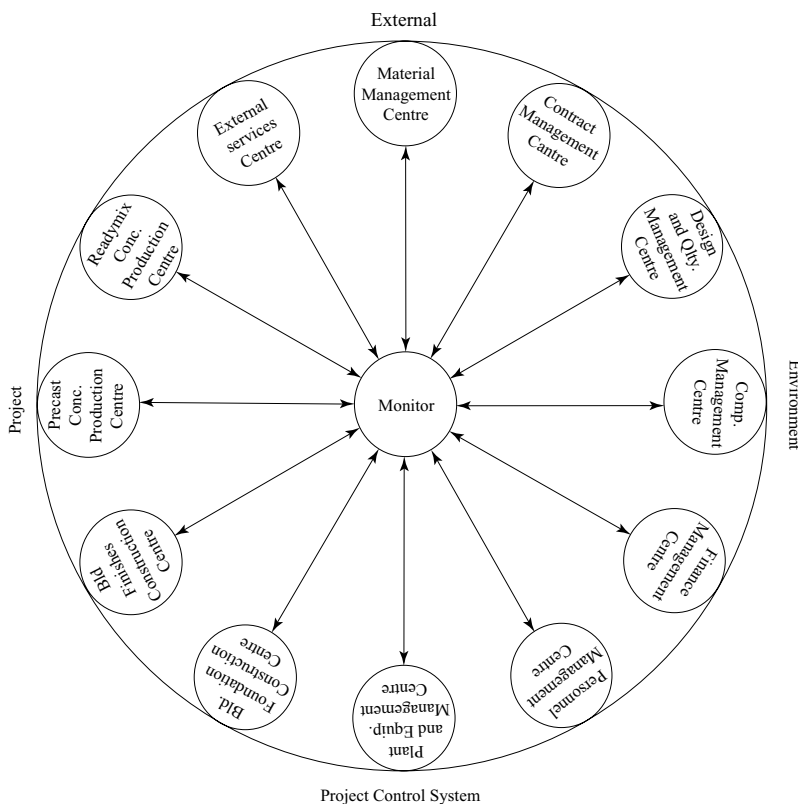 External
Material
Management
Centre
Contract
Management
Cantre
Design
and Qlty.
Management
Centre
Environment
Comp.
Management
Centre
Finance
Management
Centre
Personnel
Management
Centre
Plant
and Equip.
Management
Centre
Bld.
Foundation
Construction
Centre
Bld
Finishes
Construction
Centre
Project
Precast
Conc.
Production
Centre
Readymix
Conc.
Production
Centre
External
services
Centre
Monitor
Project Control System